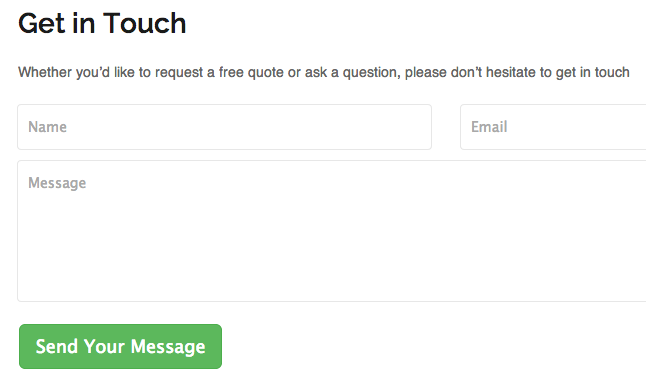 Get in Touch
Whether you’d like to request a free quote or ask a question, please don’t hesitate to get in touch
Name
Email
Message
Send Your Message